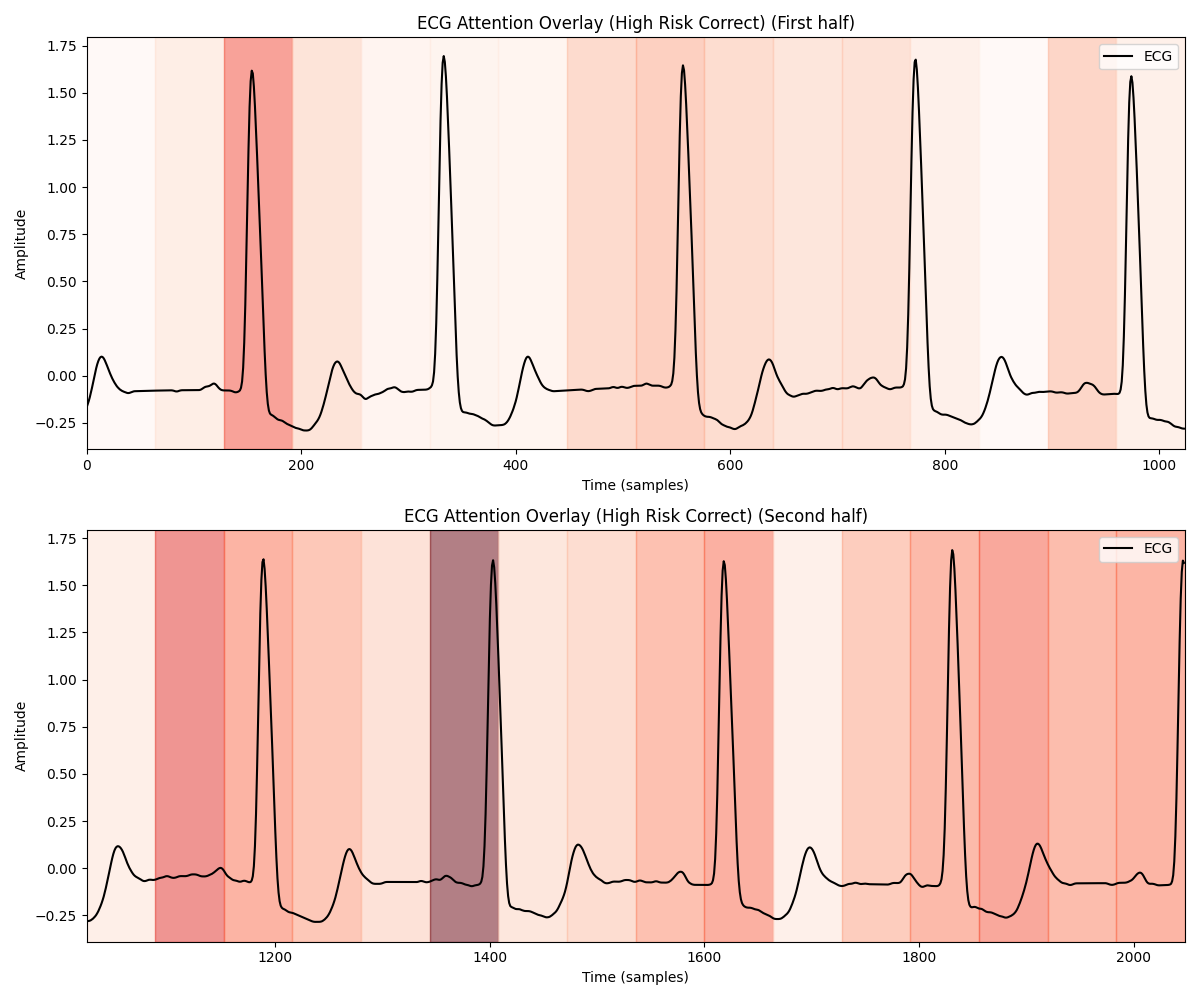 ECG Attention Overlay (High Risk Correct) (First half)
ECG
Amplitude
1.75
1.50
1.25
1.00
0.75
0.50
0.25
0.00
−0.25
0 200 400 600 800 1000
Time (samples)
ECG Attention Overlay (High Risk Correct) (Second half)
ECG
Amplitude
1.75
1.50
1.25
1.00
0.75
0.50
0.25
0.00
−0.25
1200 1400 1600 1800 2000
Time (samples)